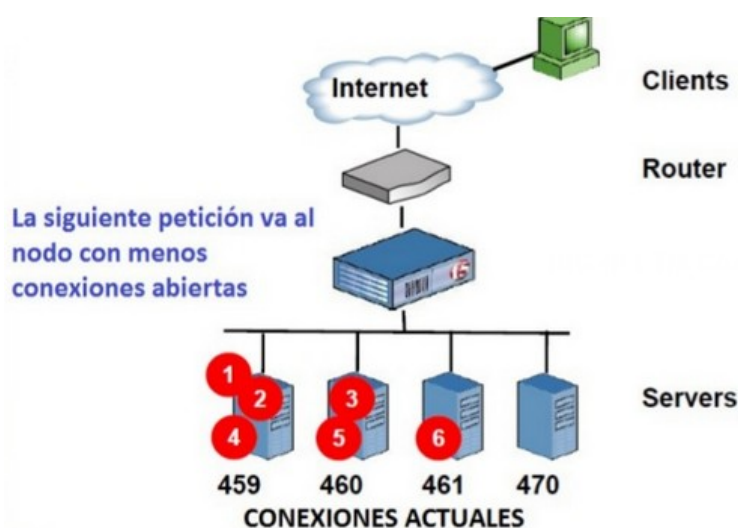 Internet
Clients
Router
La siguiente petición va al
nodo con menos
conexiones abiertas
f5
1
2
3
4
5
6
Servers
459 460 461 470
CONEXIONES ACTUALES